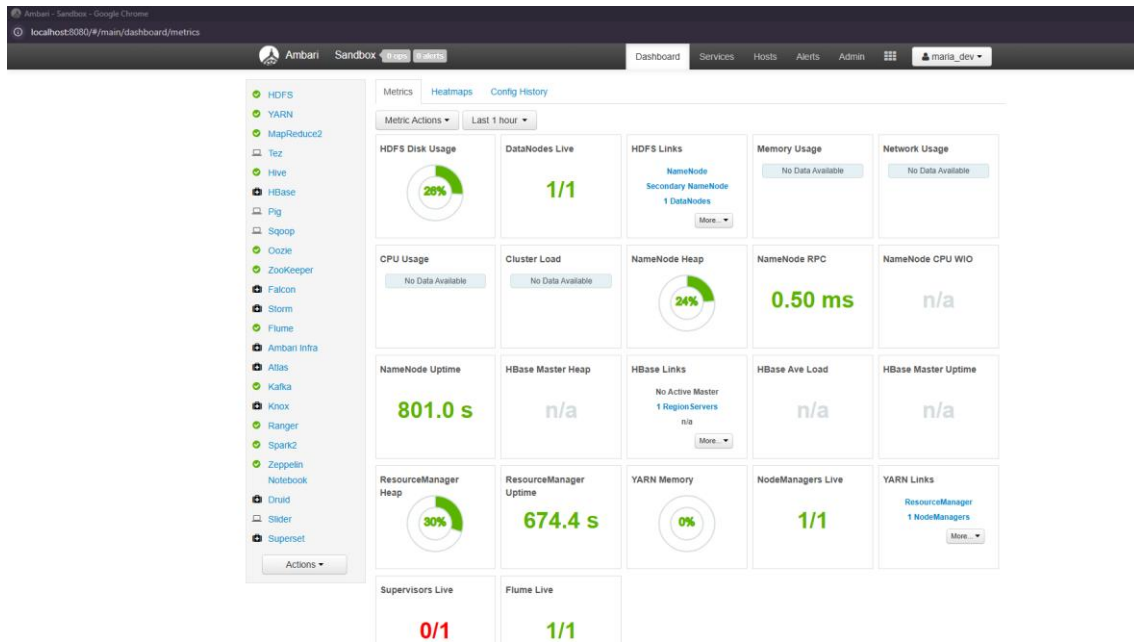 Ambari - Sandbox - Google Chrome
localhost:8080/#/main/dashboard/metrics
Ambari Sandbox 0 ops 0 alerts Dashboard Services Hosts Alerts Admin maria_dev
HDFS
YARN
MapReduce2
Tez
Hive
HBase
Pig
Sqoop
Oozie
ZooKeeper
Falcon
Storm
Flume
Ambari Infra
Atlas
Kafka
Knox
Ranger
Spark2
Zeppelin
Notebook
Druid
Slider
Superset
Actions
Metrics Heatmaps Config History
Metric Actions Last 1 hour
HDFS Disk Usage
26%
DataNodes Live
1/1
HDFS Links
NameNode
Secondary NameNode
1 DataNodes
More...
Memory Usage
No Data Available
Network Usage
No Data Available
CPU Usage
No Data Available
Cluster Load
No Data Available
NameNode Heap
24%
NameNode RPC
0.50 ms
NameNode CPU WIO
n/a
NameNode Uptime
801.0 s
HBase Master Heap
n/a
HBase Links
No Active Master
1 RegionServers
n/a
More...
HBase Ave Load
n/a
HBase Master Uptime
n/a
ResourceManager
Heap
30%
ResourceManager
Uptime
674.4 s
YARN Memory
0%
NodeManagers Live
1/1
YARN Links
ResourceManager
1 NodeManagers
More...
Supervisors Live
0/1
Flume Live
1/1